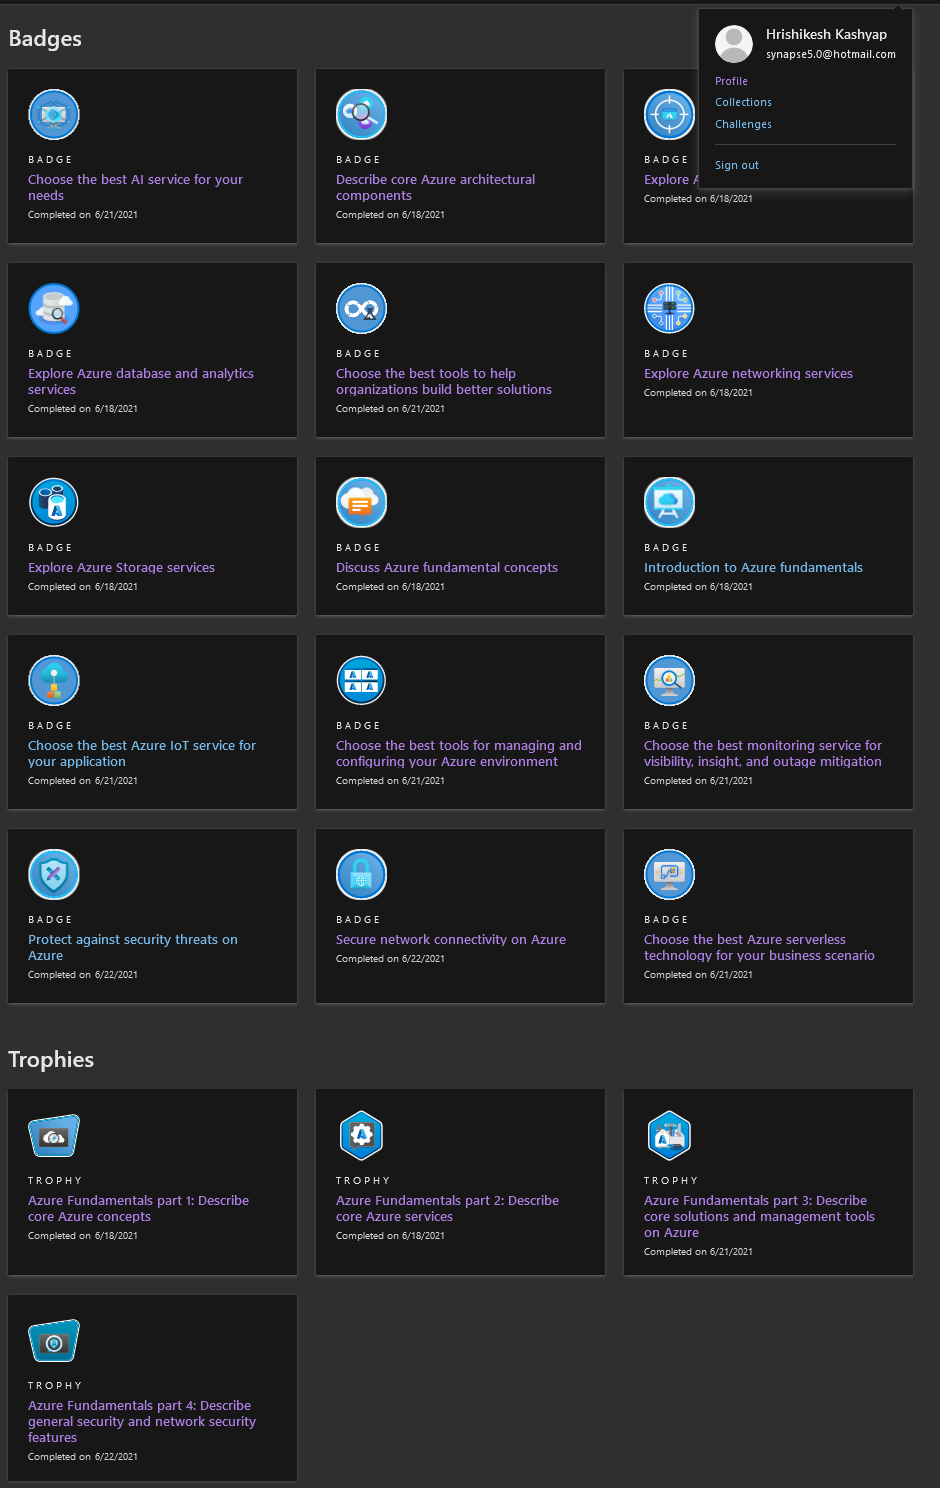 Badges
Hrishikesh Kashyap
synapse5.0@hotmail.com
Profile
Collections
Challenges
Sign out
BADGE
Choose the best AI service for your
needs
Completed on 6/21/2021
BADGE
Describe core Azure architectural
components
Completed on 6/18/2021
BADGE
Explore
Completed on 6/18/2021
BADGE
Explore Azure database and analytics
services
Completed on 6/18/2021
BADGE
Choose the best tools to help
organizations build better solutions
Completed on 6/21/2021
BADGE
Explore Azure networking services
Completed on 6/18/2021
BADGE
Explore Azure Storage services
Completed on 6/18/2021
BADGE
Discuss Azure fundamental concepts
Completed on 6/18/2021
BADGE
Introduction to Azure fundamentals
Completed on 6/18/2021
BADGE
Choose the best Azure IoT service for
your application
Completed on 6/21/2021
BADGE
Choose the best tools for managing and
configuring your Azure environment
Completed on 6/21/2021
BADGE
Choose the best monitoring service for
visibility, insight, and outage mitigation
Completed on 6/21/2021
BADGE
Protect against security threats on
Azure
Completed on 6/22/2021
BADGE
Secure network connectivity on Azure
Completed on 6/22/2021
BADGE
Choose the best Azure serverless
technology for your business scenario
Completed on 6/21/2021
Trophies
TROPHY
Azure Fundamentals part 1: Describe
core Azure concepts
Completed on 6/18/2021
TROPHY
Azure Fundamentals part 2: Describe
core Azure services
Completed on 6/18/2021
TROPHY
Azure Fundamentals part 3: Describe
core solutions and management tools
on Azure
Completed on 6/21/2021
TROPHY
Azure Fundamentals part 4: Describe
general security and network security
features
Completed on 6/22/2021